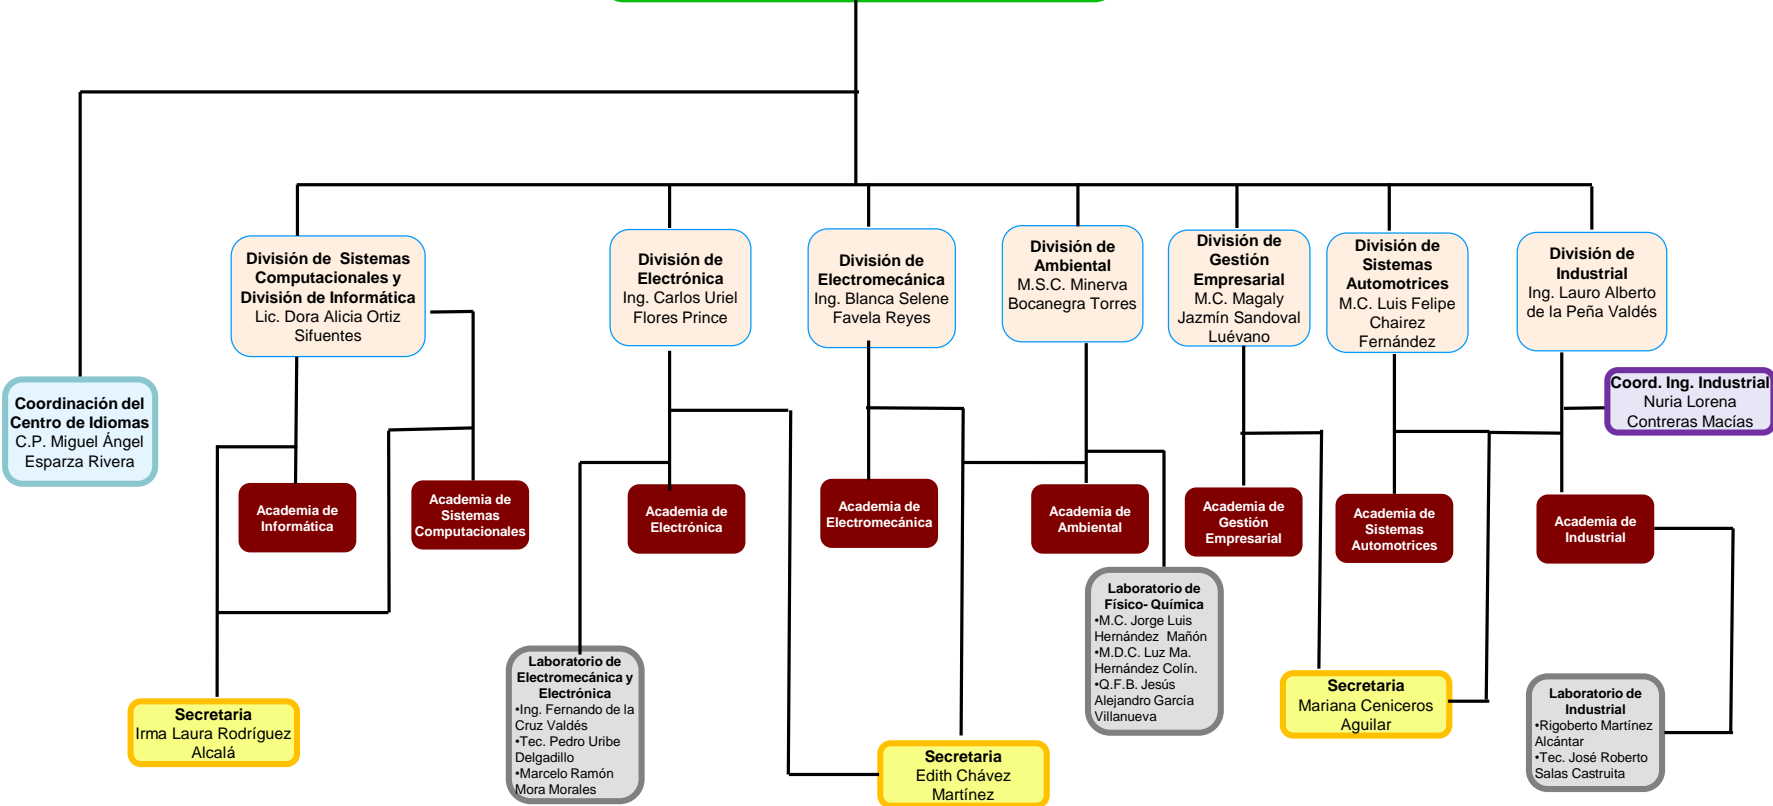 División de  Sistemas
Computacionales y
División de Informática
Lic. Dora Alicia Ortiz
Sifuentes
División de
Electrónica
Ing. Carlos Uriel
Flores Prince
División de
Electromecánica
Ing. Blanca Selene
Favela Reyes
División de
Ambiental
M.S.C. Minerva
Bocanegra Torres
División de
Gestión
Empresarial
M.C. Magaly
Jazmín Sandoval
Luévano
División de
Sistemas
Automotrices
M.C. Luis Felipe
Chairez
Fernández
División de
Industrial
Ing. Lauro Alberto
de la Peña Valdés
Coordinación del
Centro de Idiomas
C.P. Miguel Ángel
Esparza Rivera
Coord. Ing. Industrial
Nuria Lorena
Contreras Macías
Academia de
Informática
Academia de
Sistemas
Computacionales
Academia de
Electrónica
Academia de
Electromecánica
Academia de
Ambiental
Academia de
Gestión
Empresarial
Academia de
Sistemas
Automotrices
Academia de
Industrial
Laboratorio de
Electromecánica y
Electrónica
•Ing. Fernando de la
Cruz Valdés
•Tec. Pedro Uribe
Delgadillo
•Marcelo Ramón
Mora Morales
Laboratorio de
Físico- Química
•M.C. Jorge Luis
Hernández  Mañón
•M.D.C. Luz Ma.
Hernández Colín.
•Q.F.B. Jesús
Alejandro García
Villanueva
Laboratorio de
Industrial
•Rigoberto Martínez
Alcántar
•Tec. José Roberto
Salas Castruita
Secretaria
Irma Laura Rodríguez
Alcalá
Secretaria
Edith Chávez
Martínez
Secretaria
Mariana Ceniceros
Aguilar